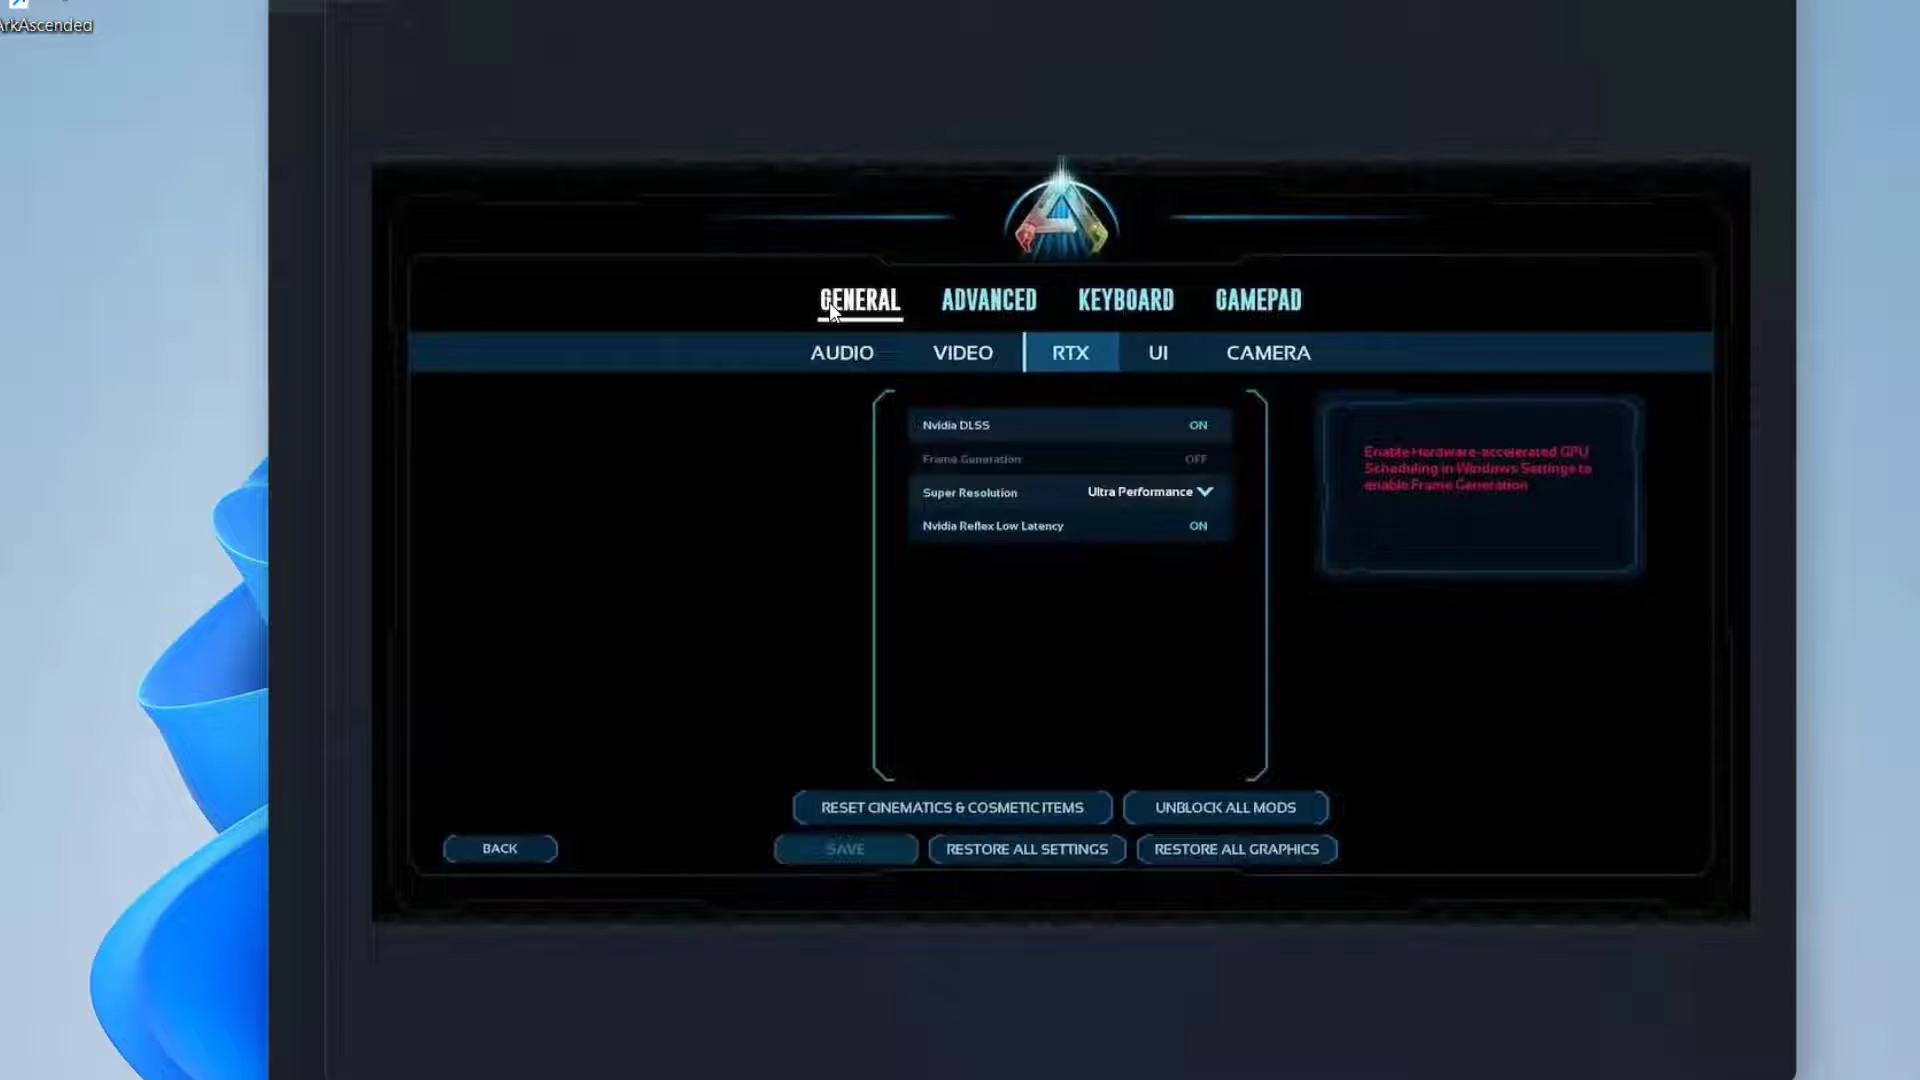 ArkAscended
GENERAL ADVANCED KEYBOARD GAMEPAD
AUDIO VIDEO RTX UI CAMERA
Nvidia DLSS ON
Frame Generation OFF
Super Resolution Ultra Performance
Nvidia Reflex Low Latency ON
Enable Hardware-accelerated GPU
Scheduling in Windows Settings to
enable Frame Generation
RESET CINEMATICS & COSMETIC ITEMS UNBLOCK ALL MODS
BACK SAVE RESTORE ALL SETTINGS RESTORE ALL GRAPHICS